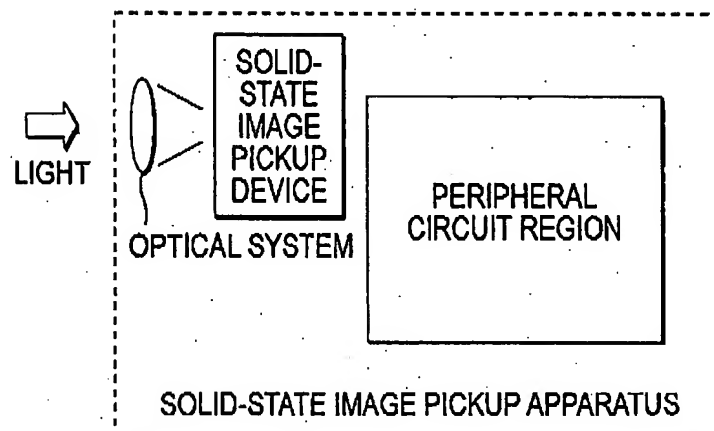 SOLID-
STATE
IMAGE
PICKUP
DEVICE
LIGHT
OPTICAL SYSTEM
PERIPHERAL
CIRCUIT REGION
SOLID-STATE IMAGE PICKUP APPARATUS